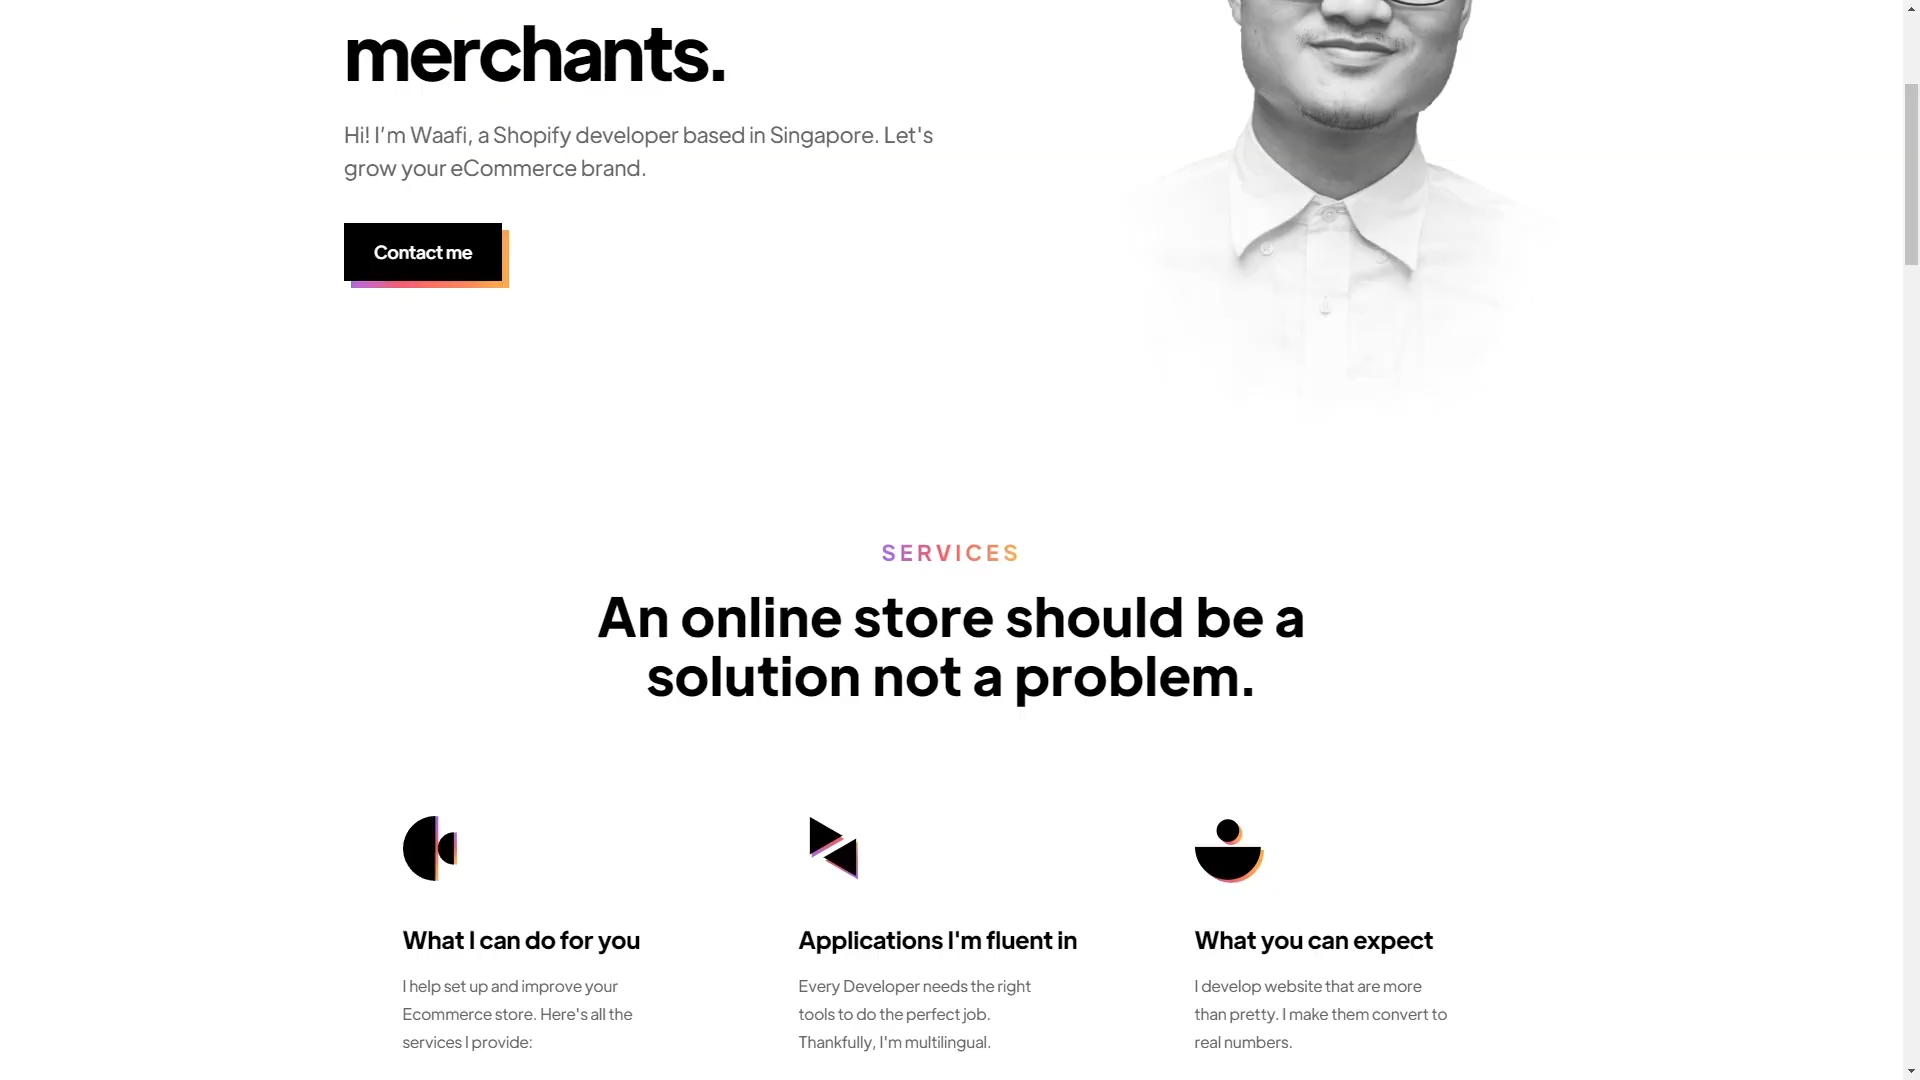 merchants.
Hi! I’m Waafi, a Shopify developer based in Singapore. Let's
grow your eCommerce brand.
Contact me
SERVICES
An online store should be a
solution not a problem.
What I can do for you
I help set up and improve your
Ecommerce store. Here's all the
services I provide:
Applications I'm fluent in
Every Developer needs the right
tools to do the perfect job.
Thankfully, I'm multilingual.
What you can expect
I develop website that are more
than pretty. I make them convert to
real numbers.